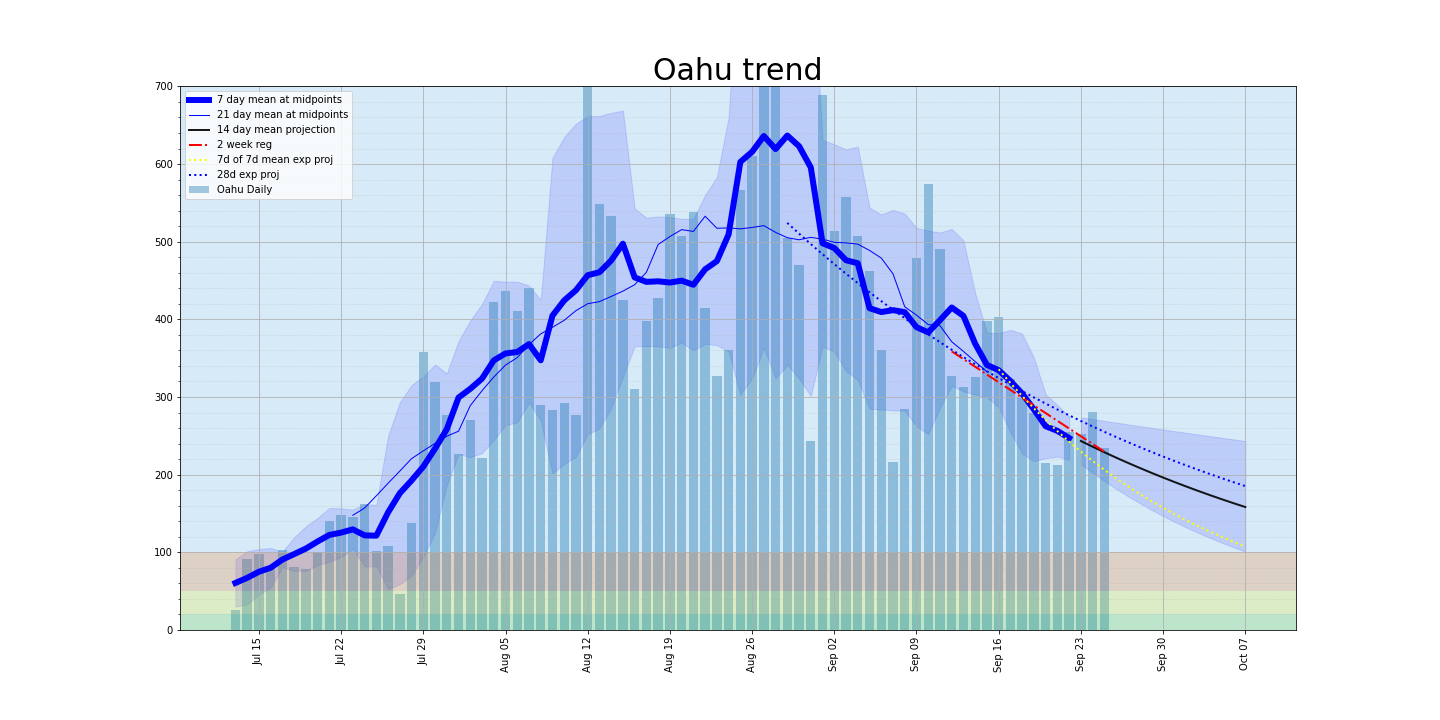 Oahu trend
700
600
500
400
300
200
100
0
7 day mean at midpoints
21 day mean at midpoints
14 day mean projection
2 week reg
7d of 7d mean exp proj
28d exp proj
Oahu Daily
Jul 15
Jul 22
Jul 29
Aug 05
Aug 12
Aug 19
Aug 26
Sep 02
Sep 09
Sep 16
Sep 23
Sep 30
Oct 07